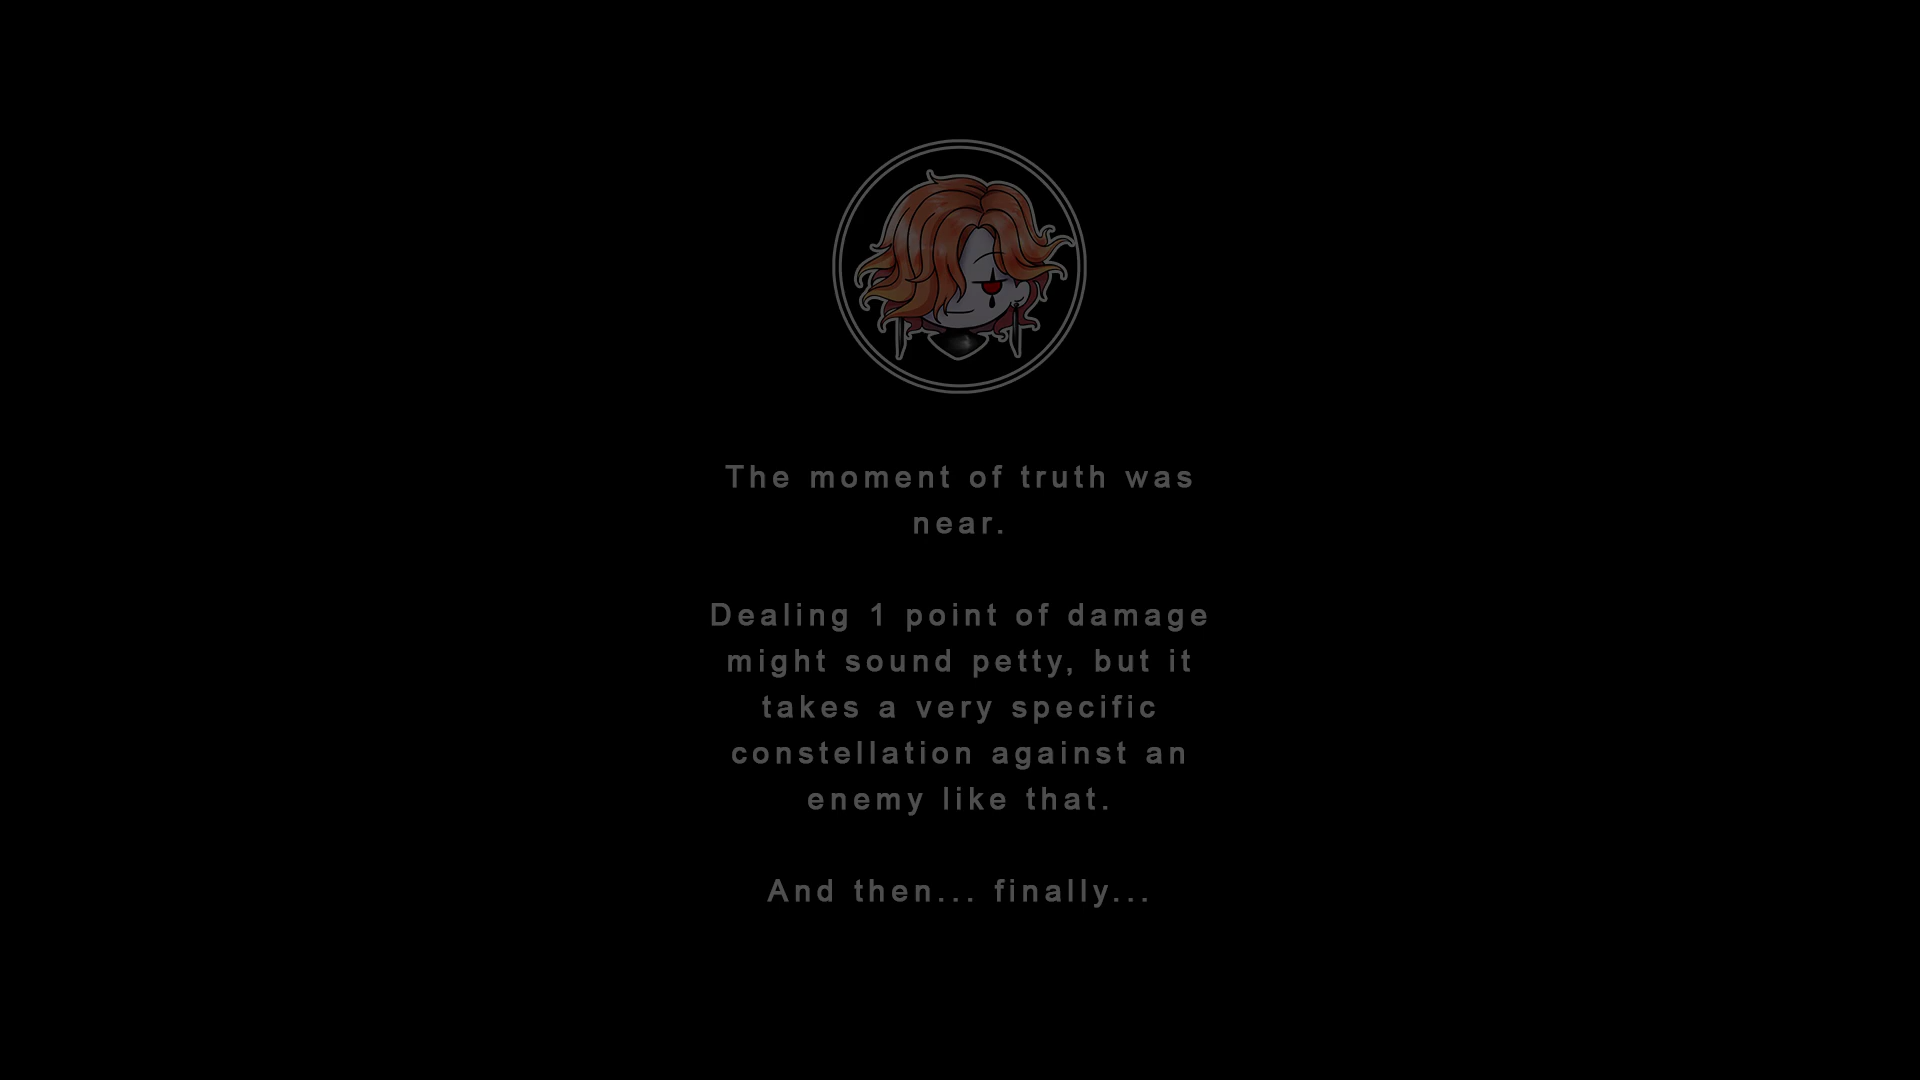 The moment of truth was
near.
Dealing 1 point of damage
might sound petty, but it
takes a very specific
constellation against an
enemy like that.
And then... finally...